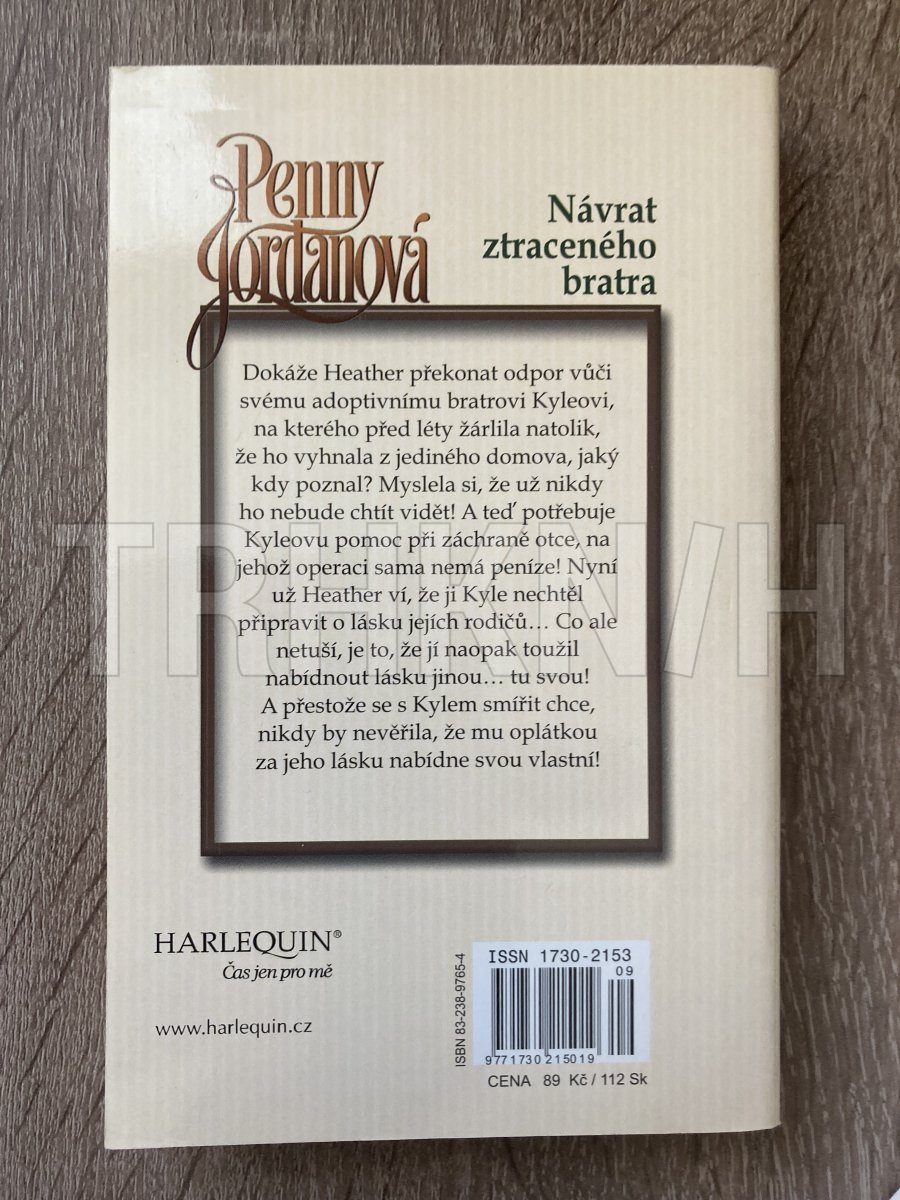 Penny
Jordanová
Návrat
ztraceného
bratra
Dokáže Heather překonat odpor vůči
svému adoptivnímu bratrovi Kyleovi,
na kterého před léty žárlila natolik,
že ho vyhnala z jediného domova, jaký
kdy poznal? Myslela si, že už nikdy
ho nebude chtít vidět! A teď potřebuje
Kyleovu pomoc při záchraně otce, na
jehož operaci sama nemá peníze! Nyní
už Heather ví, že ji Kyle nechtěl
připravit o lásku jejích rodičů... Co ale
netuší, je to, že jí naopak toužil
nabídnout lásku jinou... tu svou!
A přestože se s Kylem smířit chce,
nikdy by nevěřila, že mu oplátkou
za jeho lásku nabídne svou vlastní!
TRHKNIH
HARLEQUIN®
Čas jen pro mě
www.harlequin.cz
ISBN 83-238-9765-4
ISSN 1730-2153
09
9771730215019
CENA 89 Kč / 112 Sk